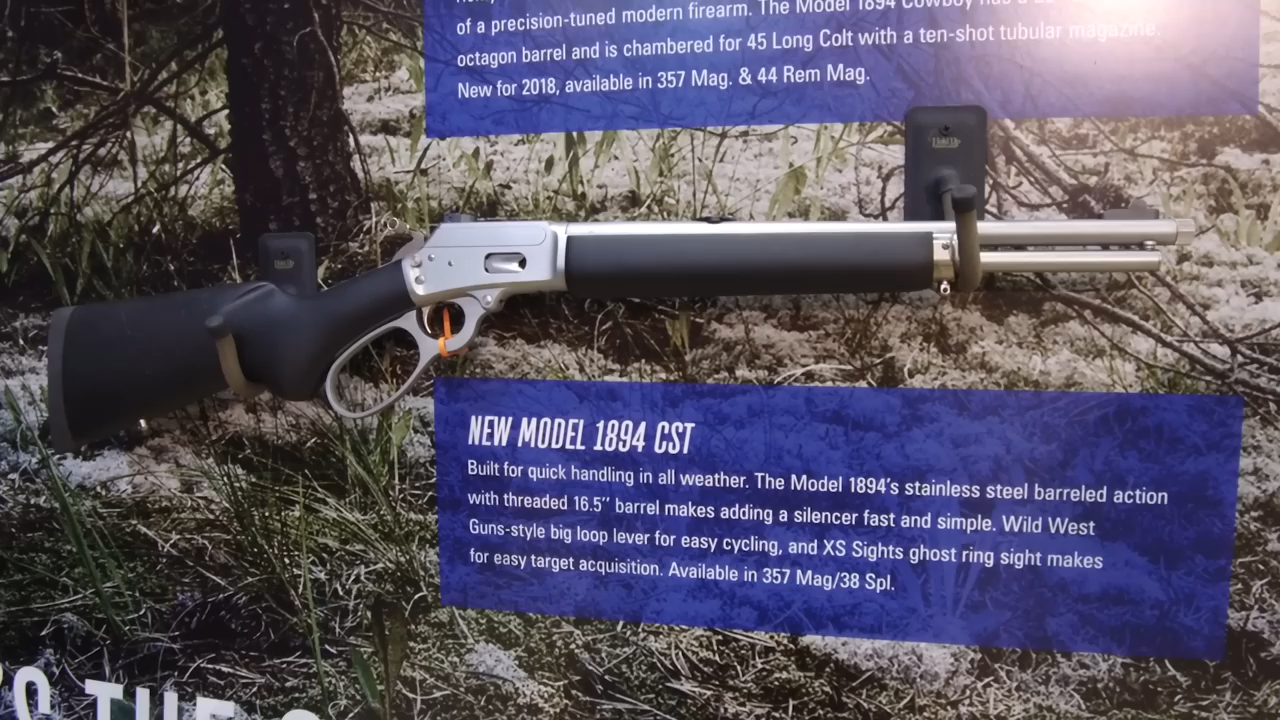 of a precision-tuned modern firearm. The Model 1894 Cowboy has a
octagon barrel and is chambered for 45 Long Colt with a ten-shot tubular magazine.
New for 2018, available in 357 Mag. & 44 Rem Mag.
NEW MODEL 1894 CST
Built for quick handling in all weather. The Model 1894's stainless steel barreled action
with threaded 16.5" barrel makes adding a silencer fast and simple. Wild West
Guns-style big loop lever for easy cycling, and XS Sights ghost ring sight makes
for easy target acquisition. Available in 357 Mag/38 Spl.
THE